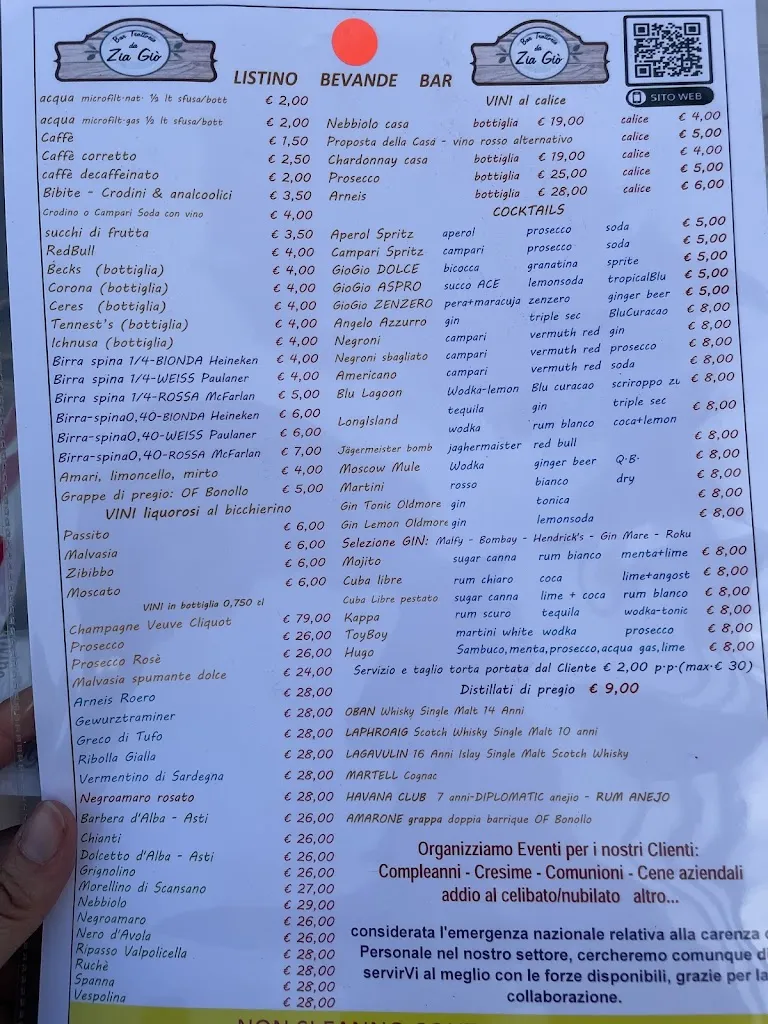 Bar Trattoria
da
Zia Giò
Bar Trattoria
da
Zia Giò
SITO WEB
LISTINO BEVANDE BAR
acqua microfilt.nat. ½ lt sfusa/bott € 2,00
acqua microfilt.gas ½ lt sfusa/bott € 2,00
Caffè € 1,50
Caffè corretto € 2,50
caffè decaffeinato € 2,00
Bibite - Crodini & analcoolici € 3,50
Crodino o Campari Soda con vino € 4,00
succhi di frutta € 3,50
RedBull € 4,00
Becks (bottiglia) € 4,00
Corona (bottiglia) € 4,00
Ceres (bottiglia) € 4,00
Tennest's (bottiglia) € 4,00
Ichnusa (bottiglia) € 4,00
Birra spina 1/4-BIONDA Heineken € 4,00
Birra spina 1/4-WEISS Paulaner € 4,00
Birra spina 1/4-ROSSA McFarlan € 5,00
Birra-spina0,40-BIONDA Heineken € 6,00
Birra-spina0,40-WEISS Paulaner € 6,00
Birra-spina0,40-ROSSA McFarlan € 7,00
Amari, limoncello, mirto € 4,00
Grappe di pregio: OF Bonollo € 5,00
VINI liquorosi al bicchierino
Passito € 6,00
Malvasia € 6,00
Zibibbo € 6,00
Moscato € 6,00
VINI in bottiglia 0,750 cl
Champagne Veuve Cliquot € 79,00
Prosecco € 26,00
Prosecco Rosè € 26,00
Malvasia spumante dolce € 24,00
Arneis Roero € 28,00
Gewurztraminer € 28,00
Greco di Tufo € 28,00
Ribolla Gialla € 28,00
Vermentino di Sardegna € 28,00
Negroamaro rosato € 28,00
Barbera d'Alba - Asti € 26,00
Chianti € 26,00
Dolcetto d'Alba - Asti € 26,00
Grignolino € 26,00
Morellino di Scansano € 27,00
Nebbiolo € 29,00
Negroamaro € 26,00
Nero d'Avola € 26,00
Ripasso Valpolicella € 28,00
Ruchè € 28,00
Spanna € 28,00
Vespolina € 28,00
VINI al calice
Nebbiolo casa bottiglia € 19,00 calice € 4,00
Proposta della Casa - vino rosso alternativo calice € 5,00
Chardonnay casa bottiglia € 19,00 calice € 4,00
Prosecco bottiglia € 25,00 calice € 5,00
Arneis bottiglia € 28,00 calice € 6,00
COCKTAILS
Aperol Spritz aperol prosecco soda € 5,00
Campari Spritz campari prosecco soda € 5,00
GioGio DOLCE bicocca granatina sprite € 5,00
GioGio ASPRO succo ACE lemonsoda tropicalBlu € 5,00
GioGio ZENZERO pera+maracuja zenzero ginger beer € 5,00
Angelo Azzurro gin triple sec BluCuracao € 8,00
Negroni campari vermuth red gin € 8,00
Negroni sbagliato campari vermuth red prosecco € 8,00
Americano campari vermuth red soda € 8,00
Blu Lagoon Wodka-lemon Blu curacao scriroppo zu € 8,00
LongIsland tequila gin triple sec € 8,00
wodka rum blanco coca+lemon
Jägermeister bomb jaghermaister red bull € 8,00
Moscow Mule Wodka ginger beer Q.B. € 8,00
Martini rosso bianco dry € 8,00
Gin Tonic Oldmore gin tonica € 8,00
Gin Lemon Oldmore gin lemonsoda € 8,00
Selezione GIN: Malfy - Bombay - Hendrick's - Gin Mare - Roku
Mojito sugar canna rum bianco menta+lime € 8,00
Cuba libre rum chiaro coca lime+angost € 8,00
Cuba Libre pestato sugar canna lime + coca rum blanco € 8,00
Kappa rum scuro tequila wodka-tonic € 8,00
ToyBoy martini white wodka prosecco € 8,00
Hugo Sambuco,menta,prosecco,acqua gas,lime € 8,00
Servizio e taglio torta portata dal Cliente € 2,00 p.p.(max.€ 30)
Distillati di pregio € 9,00
OBAN Whisky Single Malt 14 Anni
LAPHROAIG Scotch Whisky Single Malt 10 anni
LAGAVULIN 16 Anni Islay Single Malt Scotch Whisky
MARTELL Cognac
HAVANA CLUB 7 anni-DIPLOMATIC anejio - RUM ANEJO
AMARONE grappa doppia barrique OF Bonollo
Organizziamo Eventi per i nostri Clienti:
Compleanni - Cresime - Comunioni - Cene aziendali
addio al celibato/nubilato altro...
considerata l'emergenza nazionale relativa alla carenza
Personale nel nostro settore, cercheremo comunque di
servirVi al meglio con le forze disponibili, grazie per la
collaborazione.